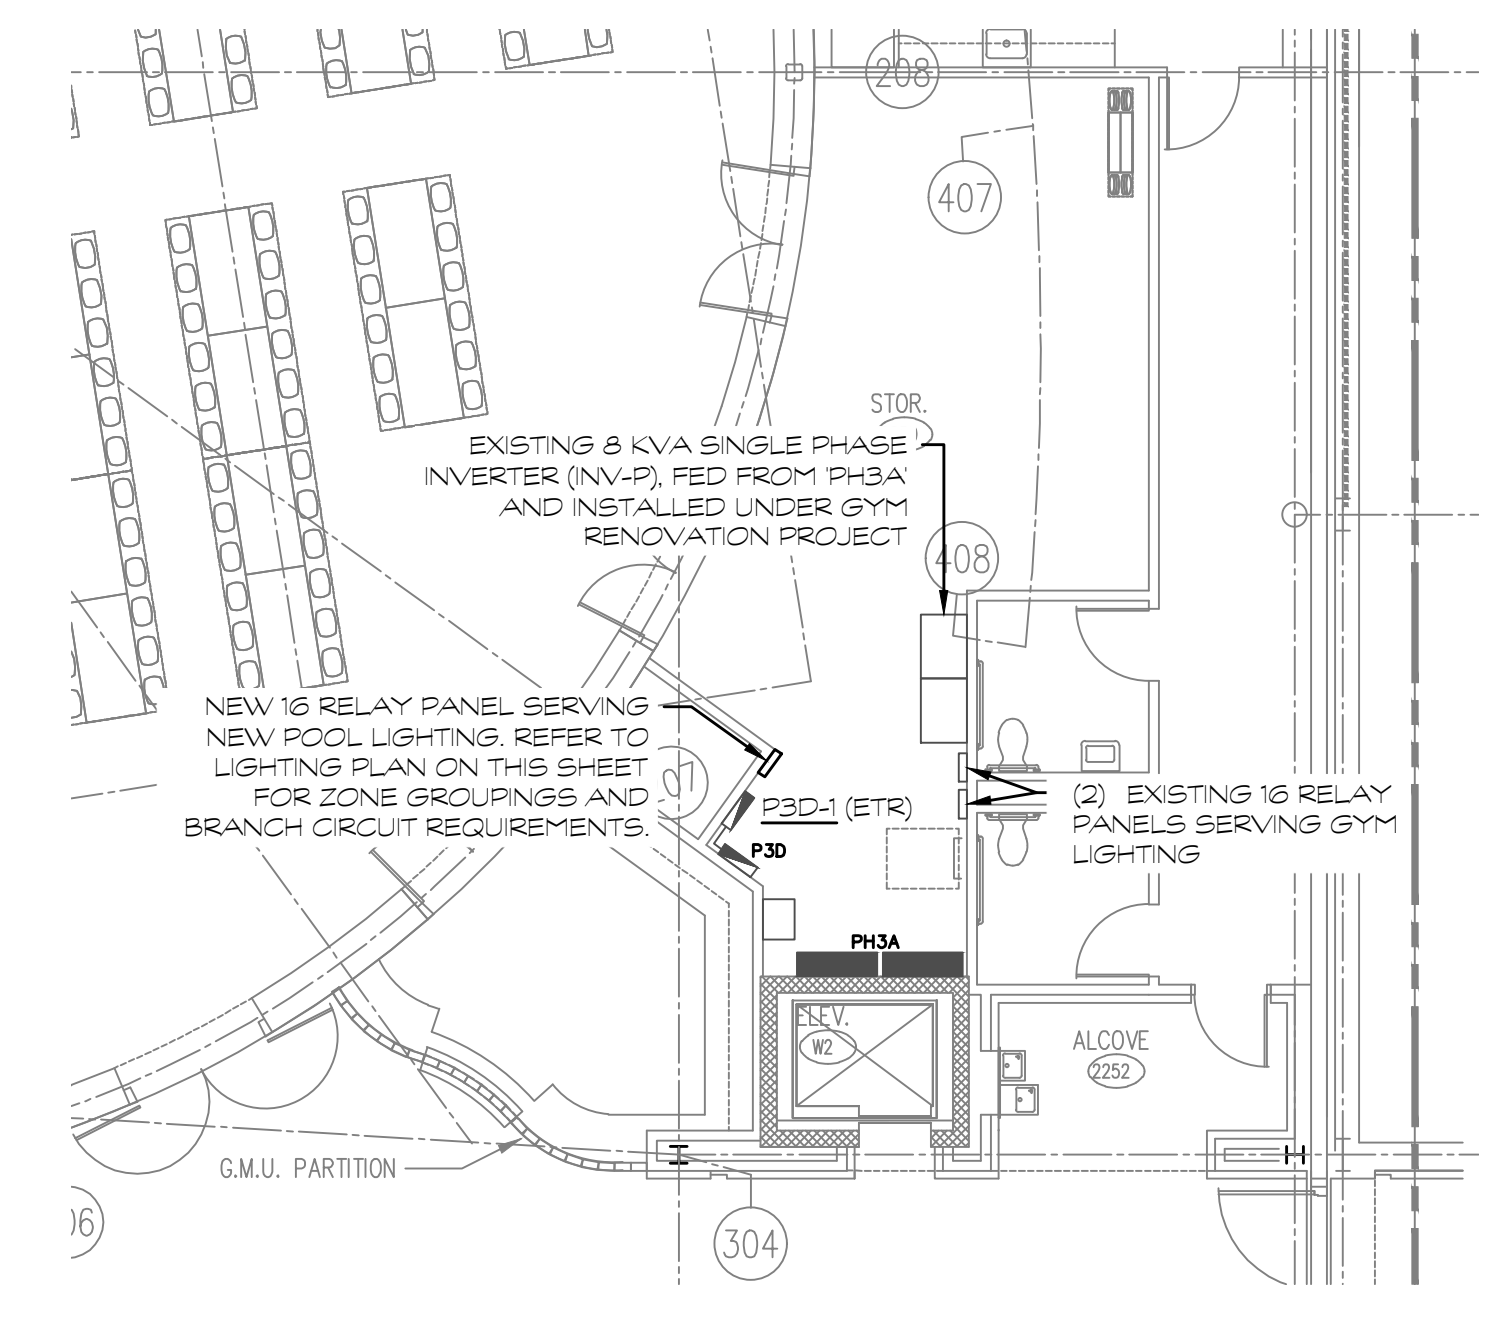 208
407
STOR.
EXISTING 8 KVA SINGLE PHASE
INVERTER (INV-P), FED FROM 'PH3A'
AND INSTALLED UNDER GYM
RENOVATION PROJECT
408
NEW 16 RELAY PANEL SERVING
NEW POOL LIGHTING. REFER TO
LIGHTING PLAN ON THIS SHEET
FOR ZONE GROUPINGS AND
BRANCH CIRCUIT REQUIREMENTS.
07
P3D-1 (ETR)
P3D
(2) EXISTING 16 RELAY
PANELS SERVING GYM
LIGHTING
PH3A
ELEV.
W2
ALCOVE
2252
G.M.U. PARTITION
06
304